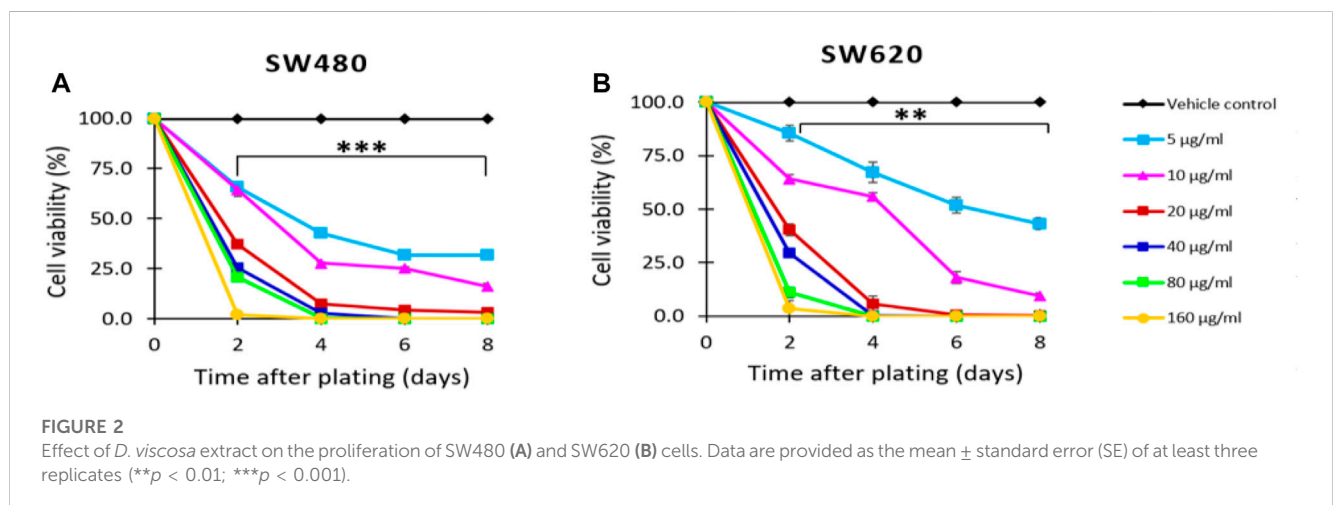 SW480
A
100.0
75.0
50.0
25.0
0.0
Cell viability (%)
***
0 2 4 6 8
Time after plating (days)
SW620
B
100.0
75.0
50.0
25.0
0.0
Cell viability (%)
**
0 2 4 6 8
Time after plating (days)
Vehicle control
5 µg/ml
10 µg/ml
20 µg/ml
40 µg/ml
80 µg/ml
160 µg/ml
FIGURE 2
Effect of D. viscosa extract on the proliferation of SW480 (A) and SW620 (B) cells. Data are provided as the mean ± standard error (SE) of at least three
replicates (**p < 0.01; ***p < 0.001).